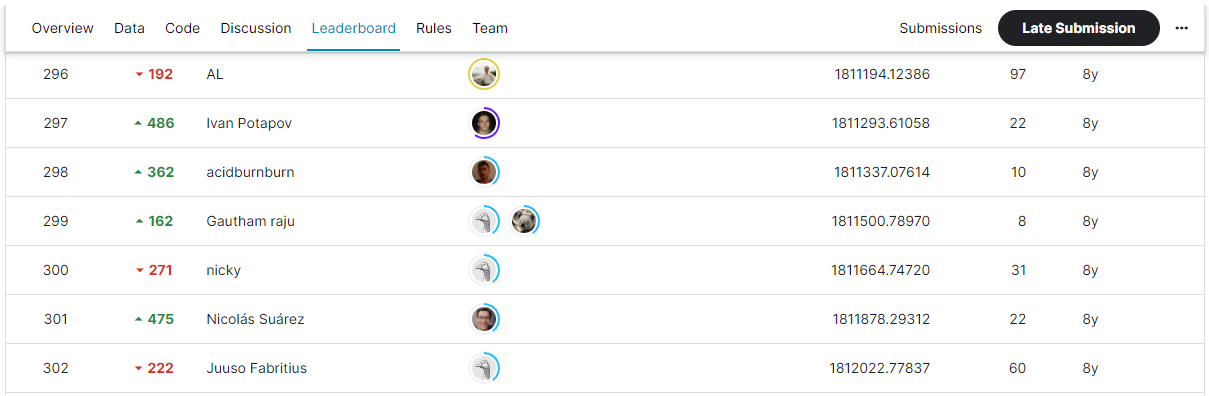 Overview Data Code Discussion Leaderboard Rules Team Submissions Late Submission ...
296 192 AL 1811194.12386 97 8y
297 486 Ivan Potapov 1811293.61058 22 8y
298 362 acidburnburn 1811337.07614 10 8y
299 162 Gautham raju 1811500.78970 8 8y
300 271 nicky 1811664.74720 31 8y
301 475 Nicolás Suárez 1811878.29312 22 8y
302 222 Juuso Fabritius 1812022.77837 60 8y